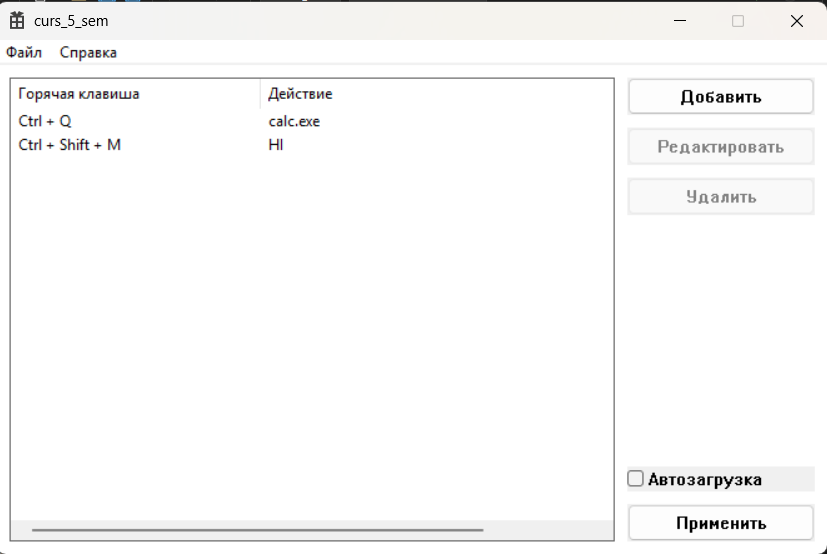 curs_5_sem
Файл Справка
Горячая клавиша Действие
Ctrl + Q calc.exe
Ctrl + Shift + M HI
Добавить
Редактировать
Удалить
Автозагрузка
Применить